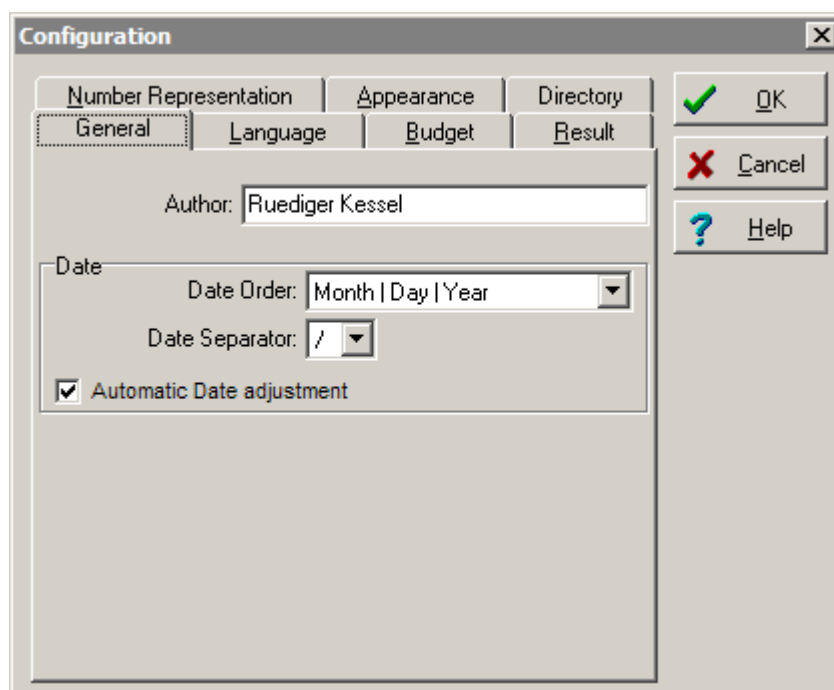 Configuration
Number Representation Appearance Directory
General Language Budget Result
OK
Cancel
Help
Author: Ruediger Kessel
Date
Date Order: Month | Day | Year
Date Separator: /
Automatic Date adjustment